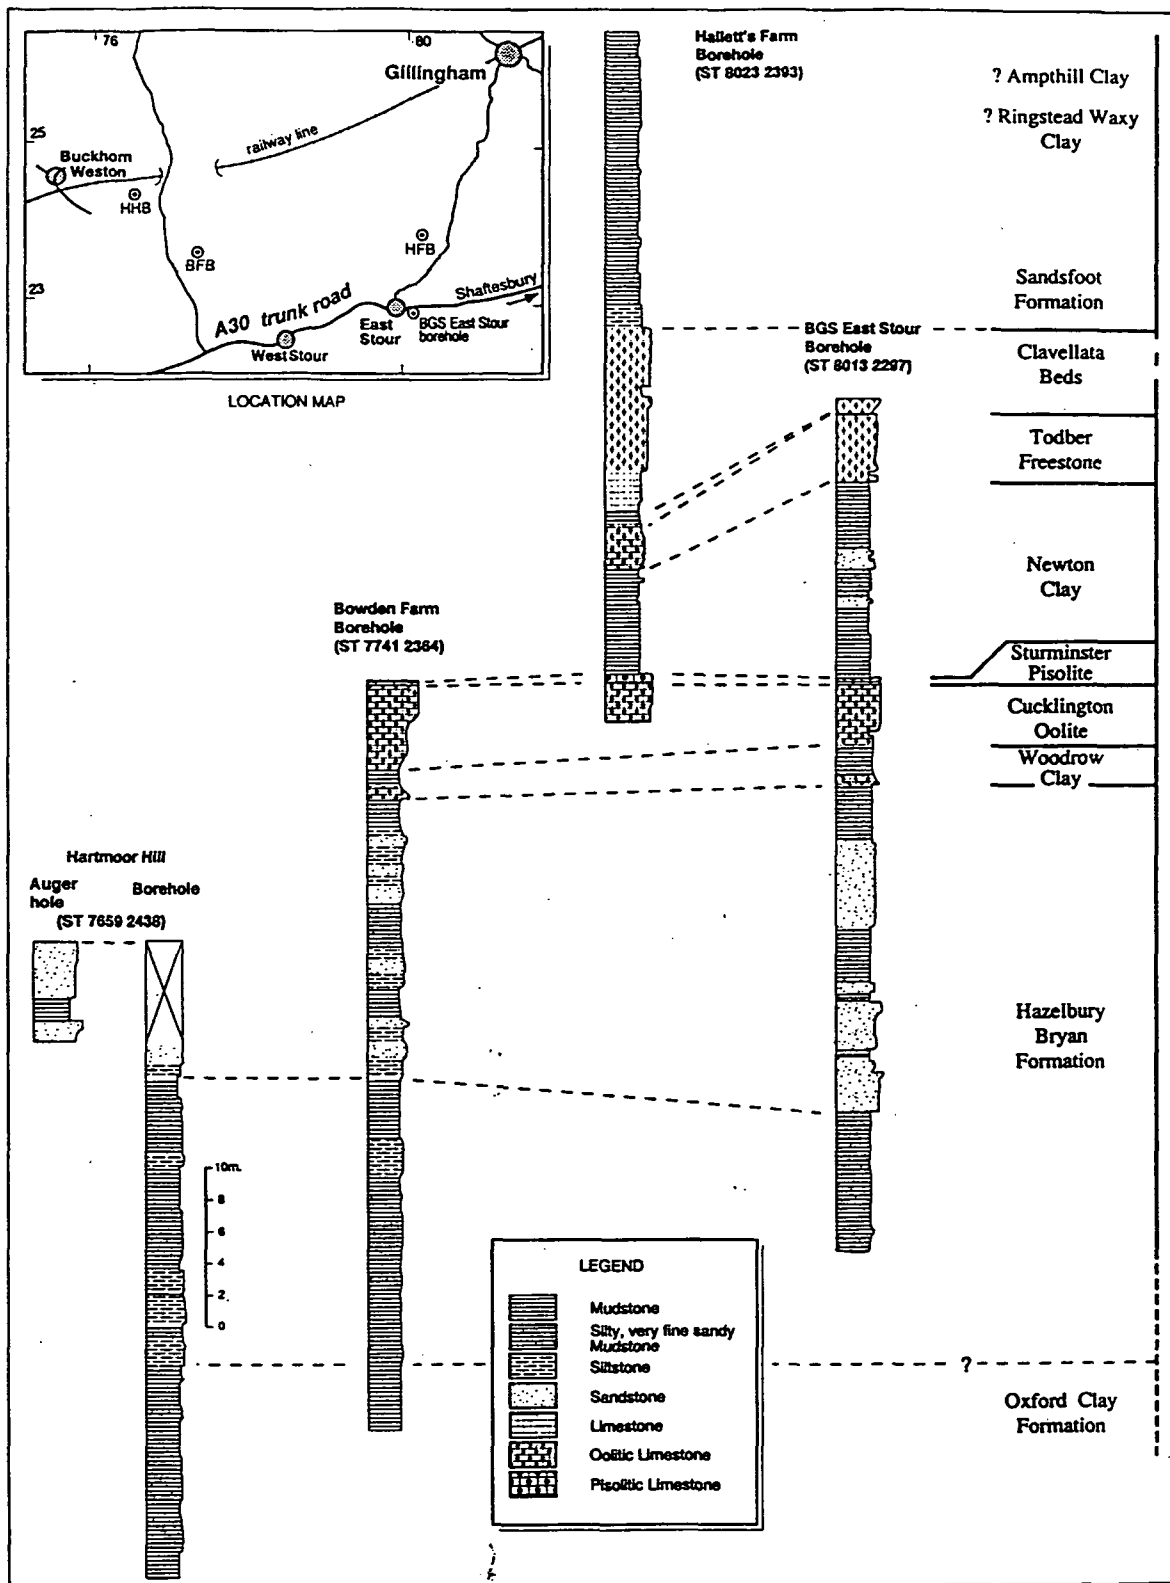 76
80
Gillingham
25
railway line
Buckhorn
Weston
HHB
BFB
HFB
23
A30 trunk road
Shaftesbury
East
Stour
BGS East Stour
borehole
West Stour
LOCATION MAP
Hallett's Farm
Borehole
(ST 8023 2393)
? Ampthill Clay
? Ringstead Waxy
Clay
Sandsfoot
Formation
BGS East Stour
Borehole
(ST 8013 2297)
Clavellata
Beds
Todber
Freestone
Newton
Clay
Bowden Farm
Borehole
(ST 7741 2364)
Sturminster
Pisolite
Cucklington
Oolite
Woodrow
Clay
Hartmoor Hill
Auger
hole
Borehole
(ST 7659 2438)
Hazelbury
Bryan
Formation
10m.
8
6
4
2
0
LEGEND
Mudstone
Silty, very fine sandy
Mudstone
Siltstone
Sandstone
Limestone
Oolitic Limestone
Pisolitic Limestone
?
Oxford Clay
Formation